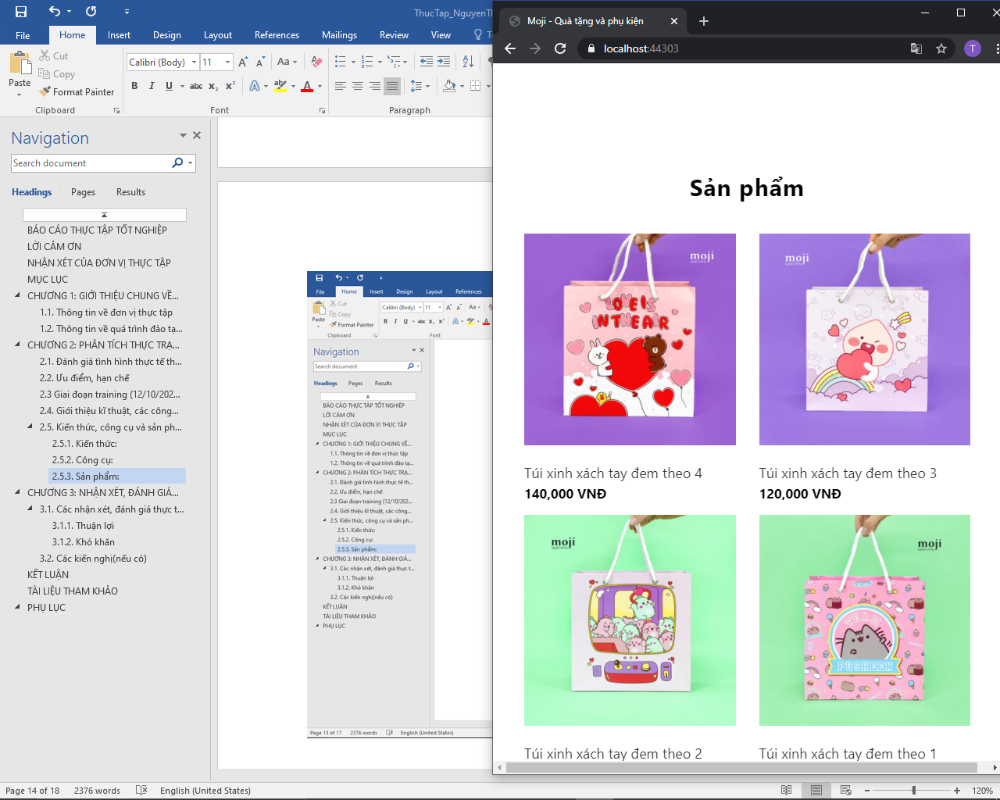 ThucTap_NguyenTh
File
Home
Insert
Design
Layout
References
Mailings
Review
View
Paste
Cut
Copy
Format Painter
Clipboard
Calibri (Body)
11
Font
Paragraph
Navigation
Search document
Headings
Pages
Results
BÁO CÁO THỰC TẬP TỐT NGHIỆP
LỜI CẢM ƠN
NHẬN XÉT CỦA ĐƠN VỊ THỰC TẬP
MỤC LỤC
CHƯƠNG 1: GIỚI THIỆU CHUNG VỀ...
1.1. Thông tin về đơn vị thực tập
1.2. Thông tin về quá trình đào tạ...
CHƯƠNG 2: PHÂN TÍCH THỰC TRẠ...
2.1. Đánh giá tình hình thực tế th...
2.2. Ưu điểm, hạn chế
2.3 Giai đoạn training (12/10/202...
2.4. Giới thiệu kĩ thuật, các công...
2.5. Kiến thức, công cụ và sản ph...
2.5.1. Kiến thức:
2.5.2. Công cụ:
2.5.3. Sản phẩm:
CHƯƠNG 3: NHẬN XÉT, ĐÁNH GIÁ...
3.1. Các nhận xét, đánh giá thực t...
3.1.1. Thuận lợi
3.1.2. Khó khăn
3.2. Các kiến nghị(nếu có)
KẾT LUẬN
TÀI LIỆU THAM KHẢO
PHỤ LỤC
File
Home
Insert
Design
Layout
References
Paste
Cut
Copy
Format Painter
Clipboard
Calibri (Body)
11
Font
Navigation
Search document
Headings
Pages
Results
BÁO CÁO THỰC TẬP TỐT NGHIỆP
LỜI CẢM ƠN
NHẬN XÉT CỦA ĐƠN VỊ THỰC TẬP
MỤC LỤC
CHƯƠNG 1: GIỚI THIỆU CHUNG VỀ...
1.1. Thông tin về đơn vị thực tập
1.2. Thông tin về quá trình đào tạ...
CHƯƠNG 2: PHÂN TÍCH THỰC TRẠ...
2.1. Đánh giá tình hình thực tế th...
2.2. Ưu điểm, hạn chế
2.3 Giai đoạn training (12/10/202...
2.4. Giới thiệu kĩ thuật, các công...
2.5. Kiến thức, công cụ và sản ph...
2.5.1. Kiến thức:
2.5.2. Công cụ:
2.5.3. Sản phẩm:
CHƯƠNG 3: NHẬN XÉT, ĐÁNH GIÁ...
3.1. Các nhận xét, đánh giá thực t...
3.1.1. Thuận lợi
3.1.2. Khó khăn
3.2. Các kiến nghị(nếu có)
KẾT LUẬN
TÀI LIỆU THAM KHẢO
PHỤ LỤC
Page 13 of 17 2376 words English (United States)
Moji - Quà tặng và phụ kiện
localhost:44303
T
Sản phẩm
moji
LOVE IS
IN THE AIR
moji
Túi xinh xách tay đem theo 4
140,000 VNĐ
Túi xinh xách tay đem theo 3
120,000 VNĐ
moji
moji
TEAM
PUSHEEN
Túi xinh xách tay đem theo 2
Túi xinh xách tay đem theo 1
Page 14 of 18 2376 words English (United States)
120%